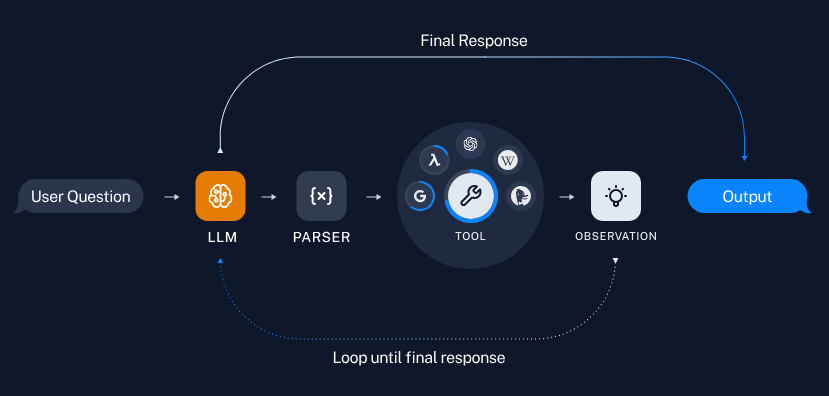 Final Response
λ
W
User Question
{x}
G
Output
LLM
PARSER
TOOL
OBSERVATION
Loop until final response